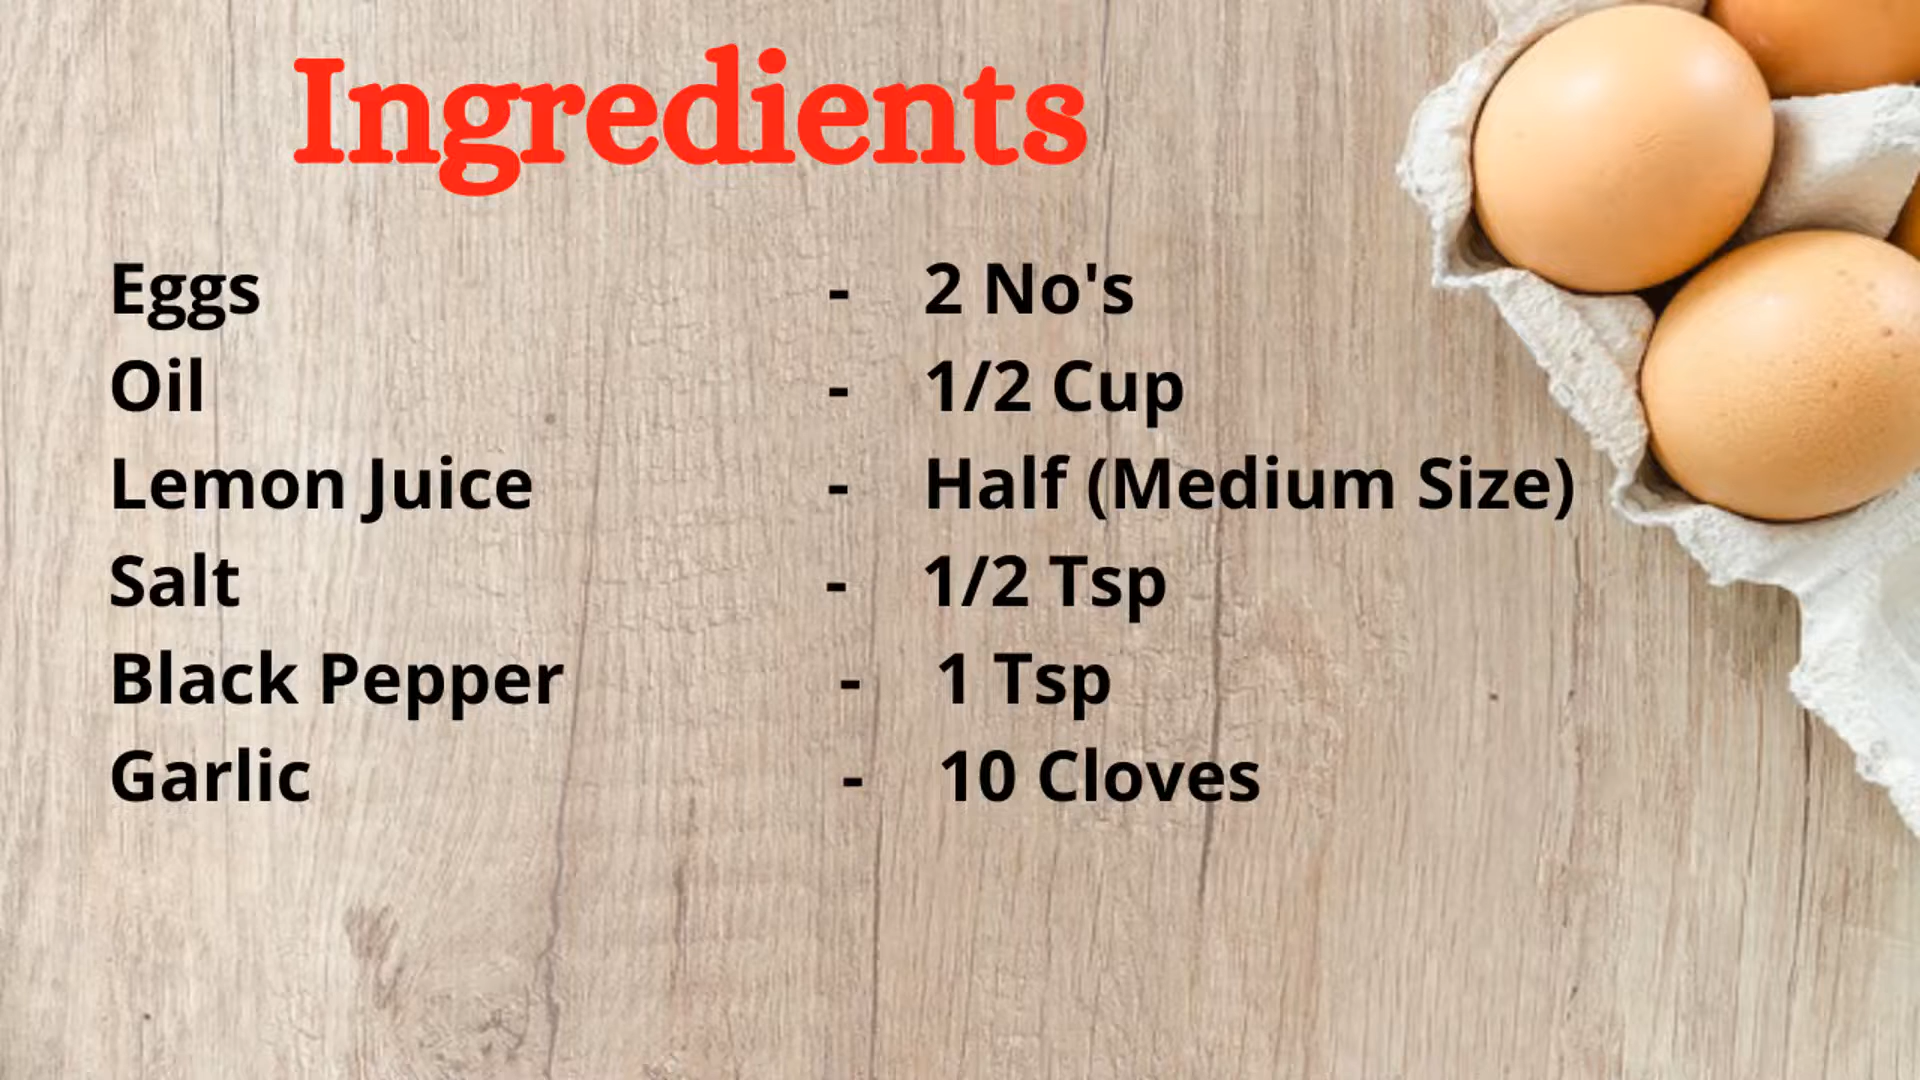 Ingredients
Eggs - 2 No's
Oil - 1/2 Cup
Lemon Juice - Half (Medium Size)
Salt - 1/2 Tsp
Black Pepper - 1 Tsp
Garlic - 10 Cloves